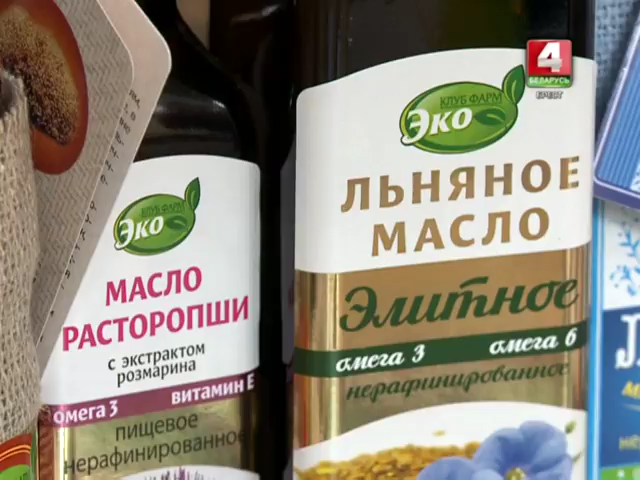 4
БЕЛАРУСЬ
БРЕСТ
КЛУБ ФАРМ
Эко
МАСЛО
РАСТОРОПШИ
с экстрактом
розмарина
омега 3 витамин Е
пищевое
нерафинированное
КЛУБ ФАРМ
Эко
ЛЬНЯНОЕ
МАСЛО
Элитное
омега 3 омега 6
нерафинированное